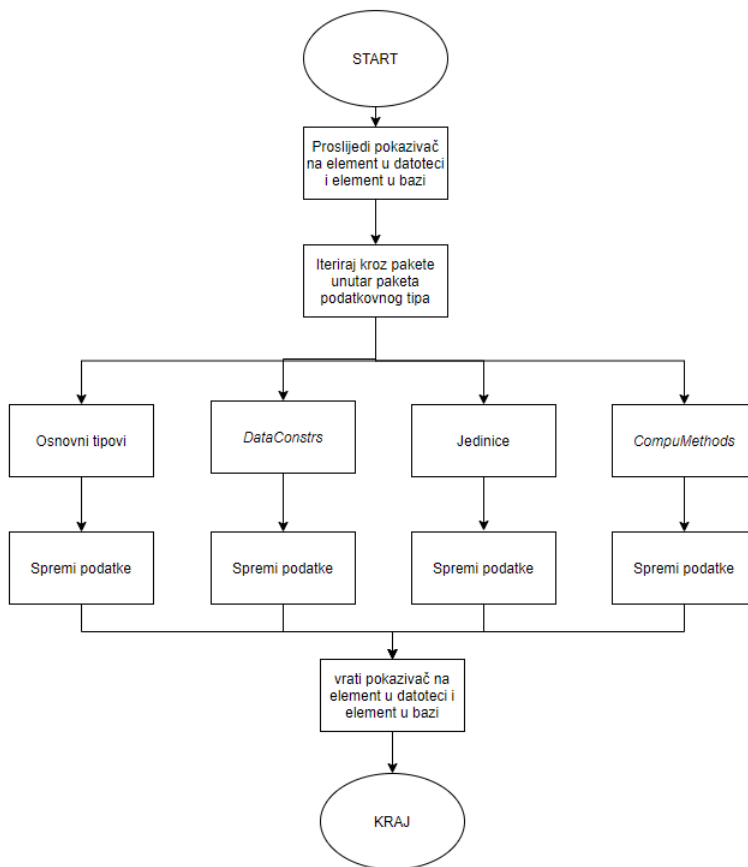 START
Proslijedi pokazivač
na element u datoteci
i element u bazi
Iteriraj kroz pakete
unutar paketa
podatkovnog tipa
Osnovni tipovi
DataConstrs
Jedinice
CompuMethods
Spremi podatke
Spremi podatke
Spremi podatke
Spremi podatke
vrati pokazivač na
element u datoteci i
element u bazi
KRAJ